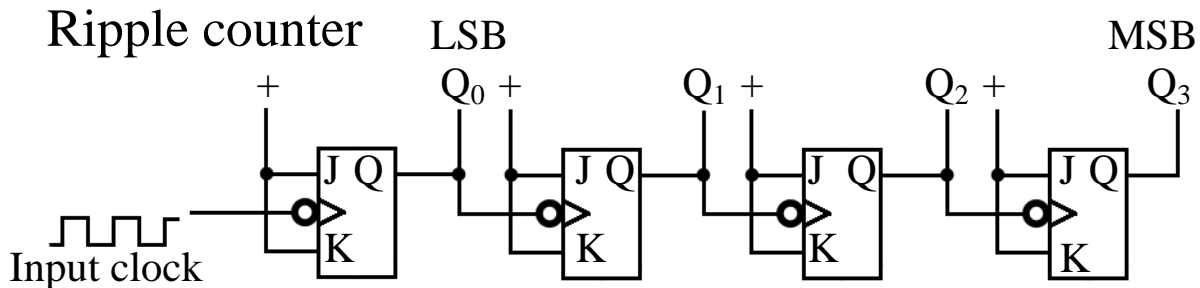 Ripple counter LSB MSB
+ Q0 + Q1 + Q2 + Q3
J Q J Q J Q J Q
K K K K
Input clock